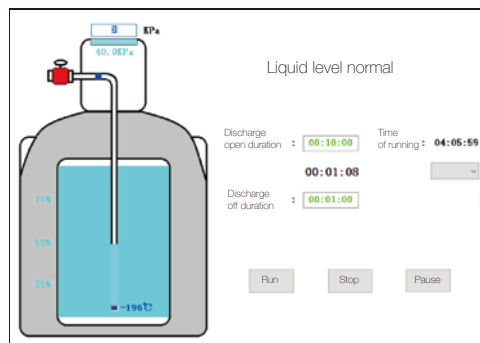 0 KPa
40.0KPa
Liquid level normal
Discharge
open duration : 00:10:00
Time
of running : 04:05:59
00:01:08
Discharge
off duration : 00:01:00
75%
50%
25%
-196℃
Run Stop Pause